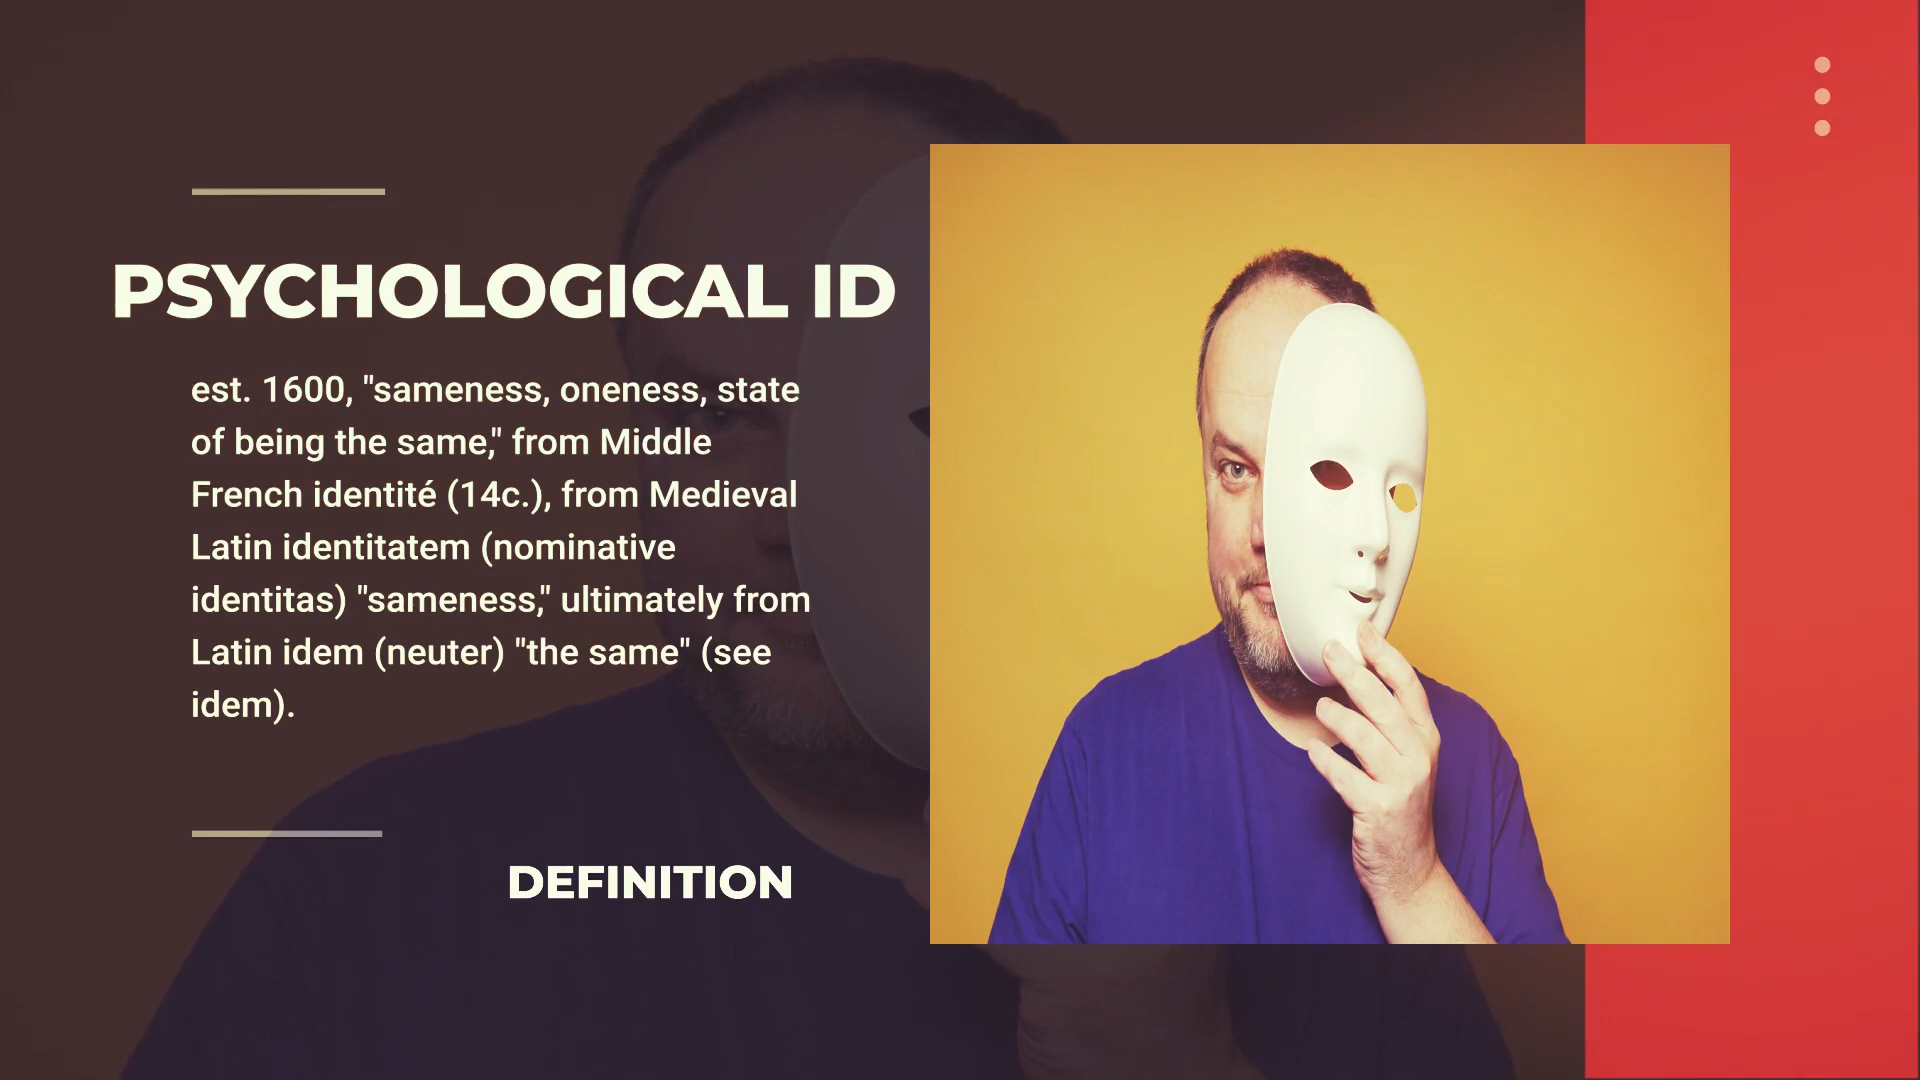 PSYCHOLOGICAL ID
est. 1600, "sameness, oneness, state
of being the same," from Middle
French identité (14c.), from Medieval
Latin identitatem (nominative
identitas) "sameness," ultimately from
Latin idem (neuter) "the same" (see
idem).
DEFINITION